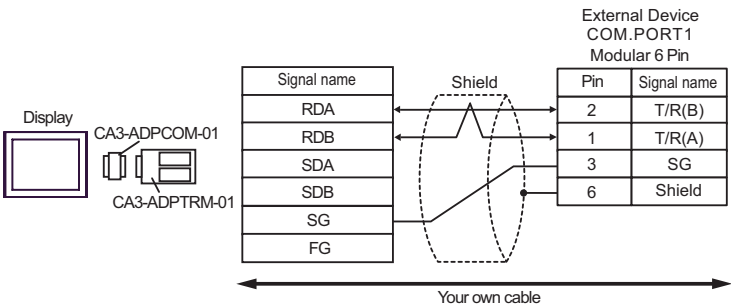 External Device
COM.PORT1
Modular 6 Pin
Signal name
Shield
Pin
Signal name
Display
CA3-ADPCOM-01
CA3-ADPTRM-01
RDA
2
T/R(B)
RDB
1
T/R(A)
SDA
3
SG
SDB
6
Shield
SG
FG
Your own cable